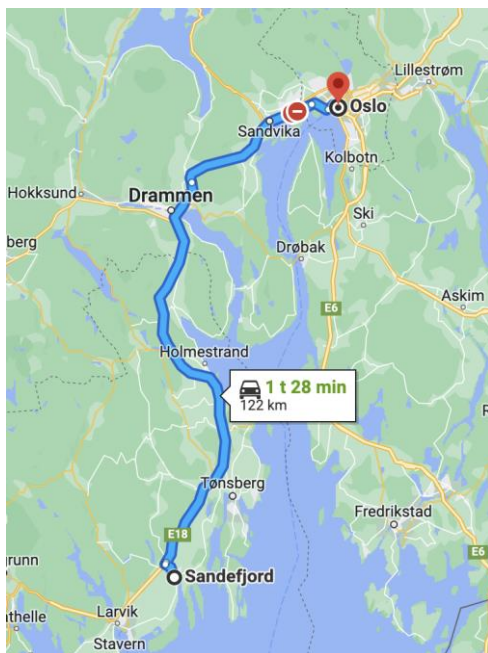 Lillestrøm
Oslo
Sandvika
Kolbotn
Hokksund
Drammen
Ski
berg
Drøbak
Askim
E6
Holmestrand
1 t 28 min
122 km
Tønsberg
Fredrikstad
E18
E6
grunn
Sandefjord
athelle
Larvik
Stavern